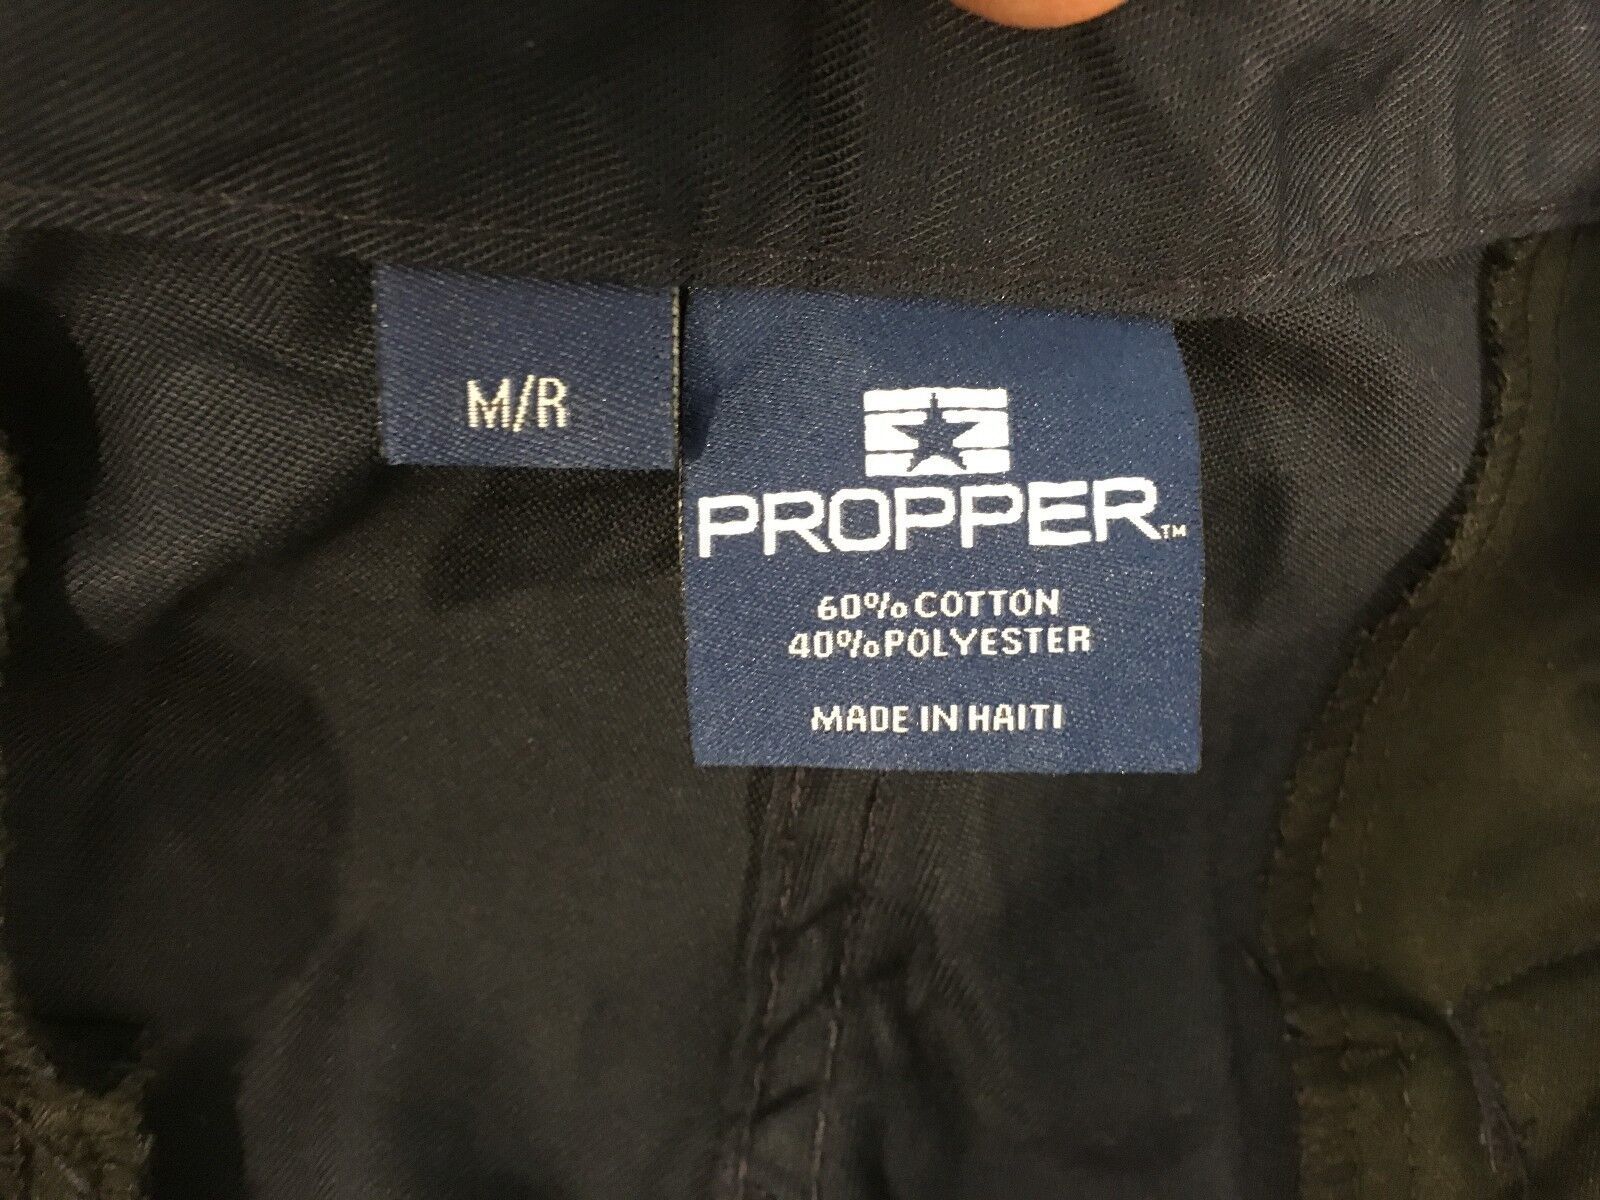 M/R
PROPPER™
60% COTTON
40% POLYESTER
MADE IN HAITI